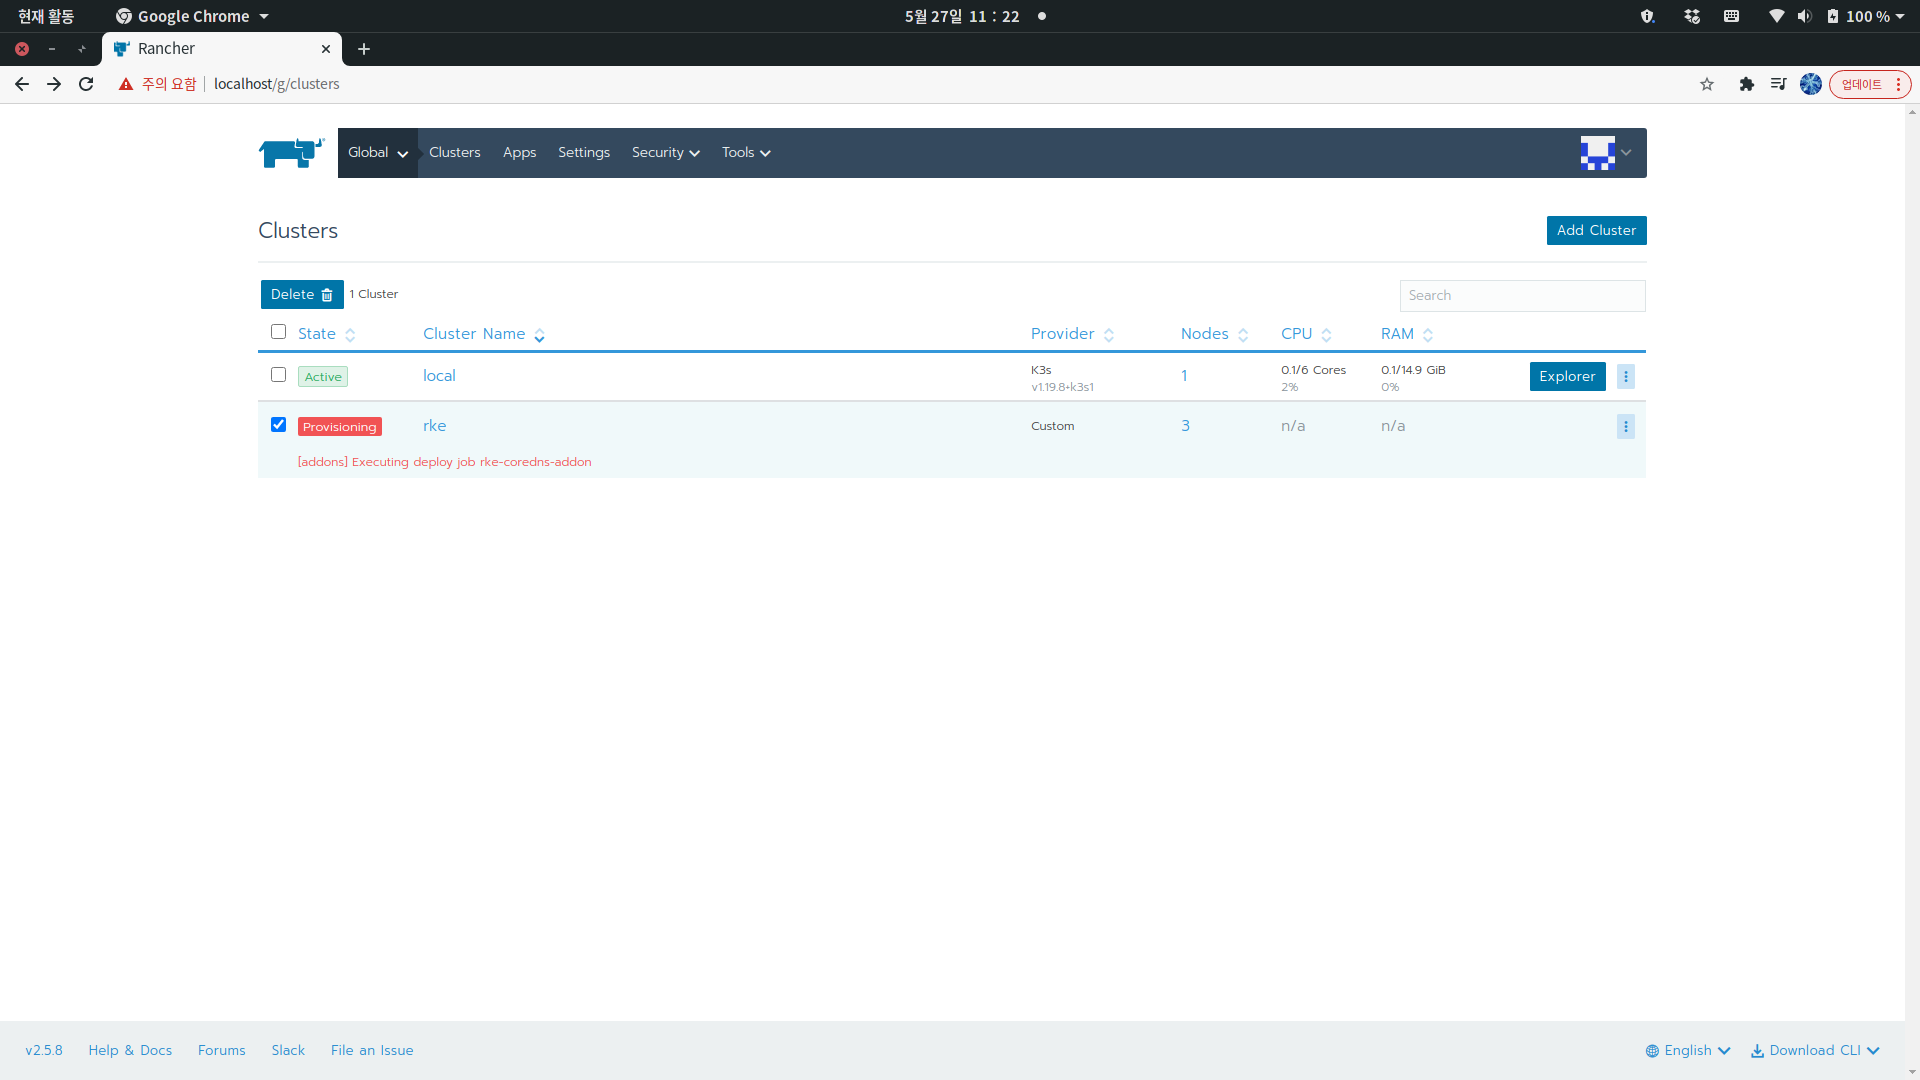 현재 활동 Google Chrome 5월 27일 11 : 22 100 %
Rancher
주의 요함 localhost/g/clusters 업데이트
Global Clusters Apps Settings Security Tools
Clusters Add Cluster
Delete 1 Cluster Search
State Cluster Name Provider Nodes CPU RAM
Active local K3s 1 0.1/6 Cores 0.1/14.9 GiB Explorer
v1.19.8+k3s1 2% 0%
Provisioning rke Custom 3 n/a n/a
[addons] Executing deploy job rke-coredns-addon
v2.5.8 Help & Docs Forums Slack File an Issue English Download CLI